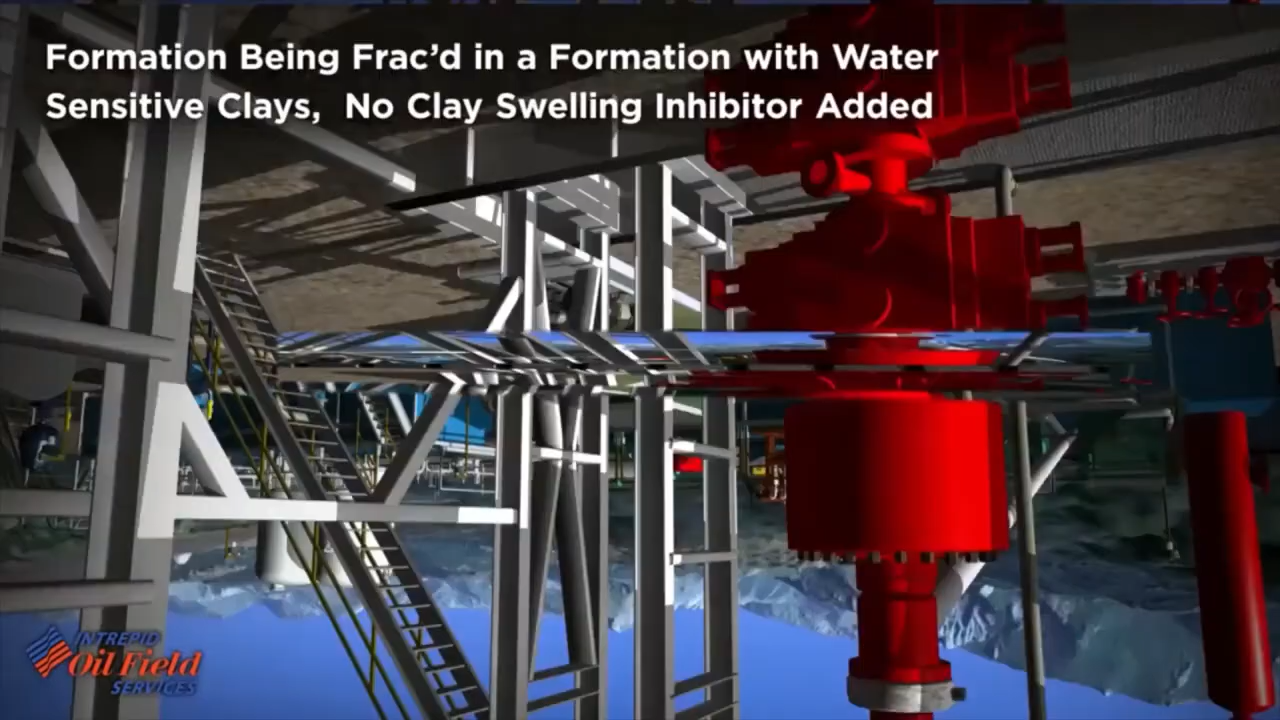 Formation Being Frac’d in a Formation with Water
Sensitive Clays,  No Clay Swelling Inhibitor Added
INTREPID
Oil Field
SERVICES